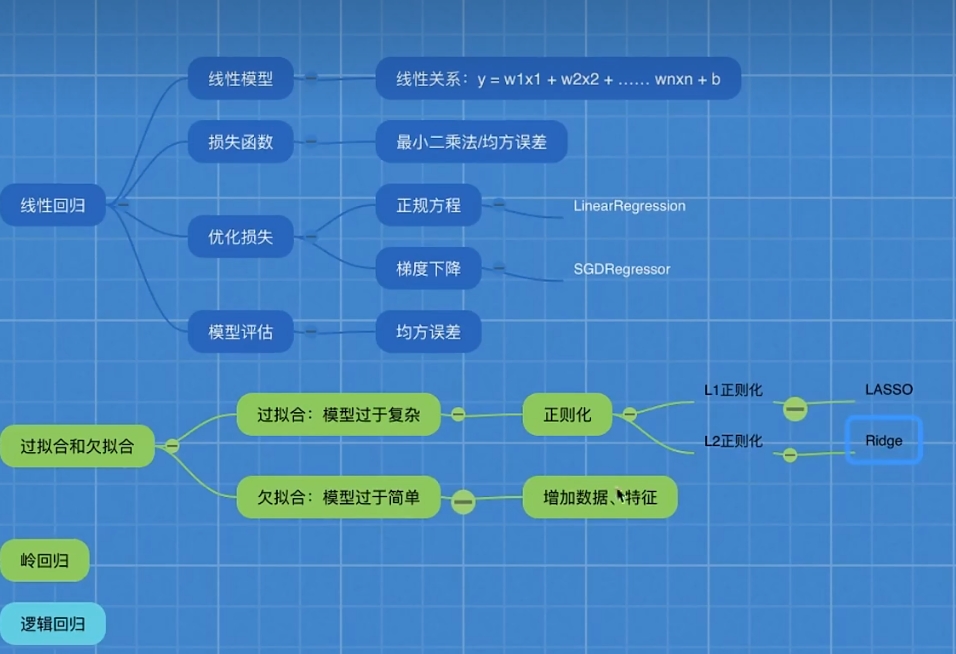 线性模型
线性关系：y = w1x1 + w2x2 + …… wnxn + b
损失函数
最小二乘法/均方误差
线性回归
正规方程
LinearRegression
优化损失
梯度下降
SGDRegressor
模型评估
均方误差
L1正则化
LASSO
过拟合：模型过于复杂
正则化
过拟合和欠拟合
L2正则化
Ridge
欠拟合：模型过于简单
增加数据、特征
岭回归
逻辑回归